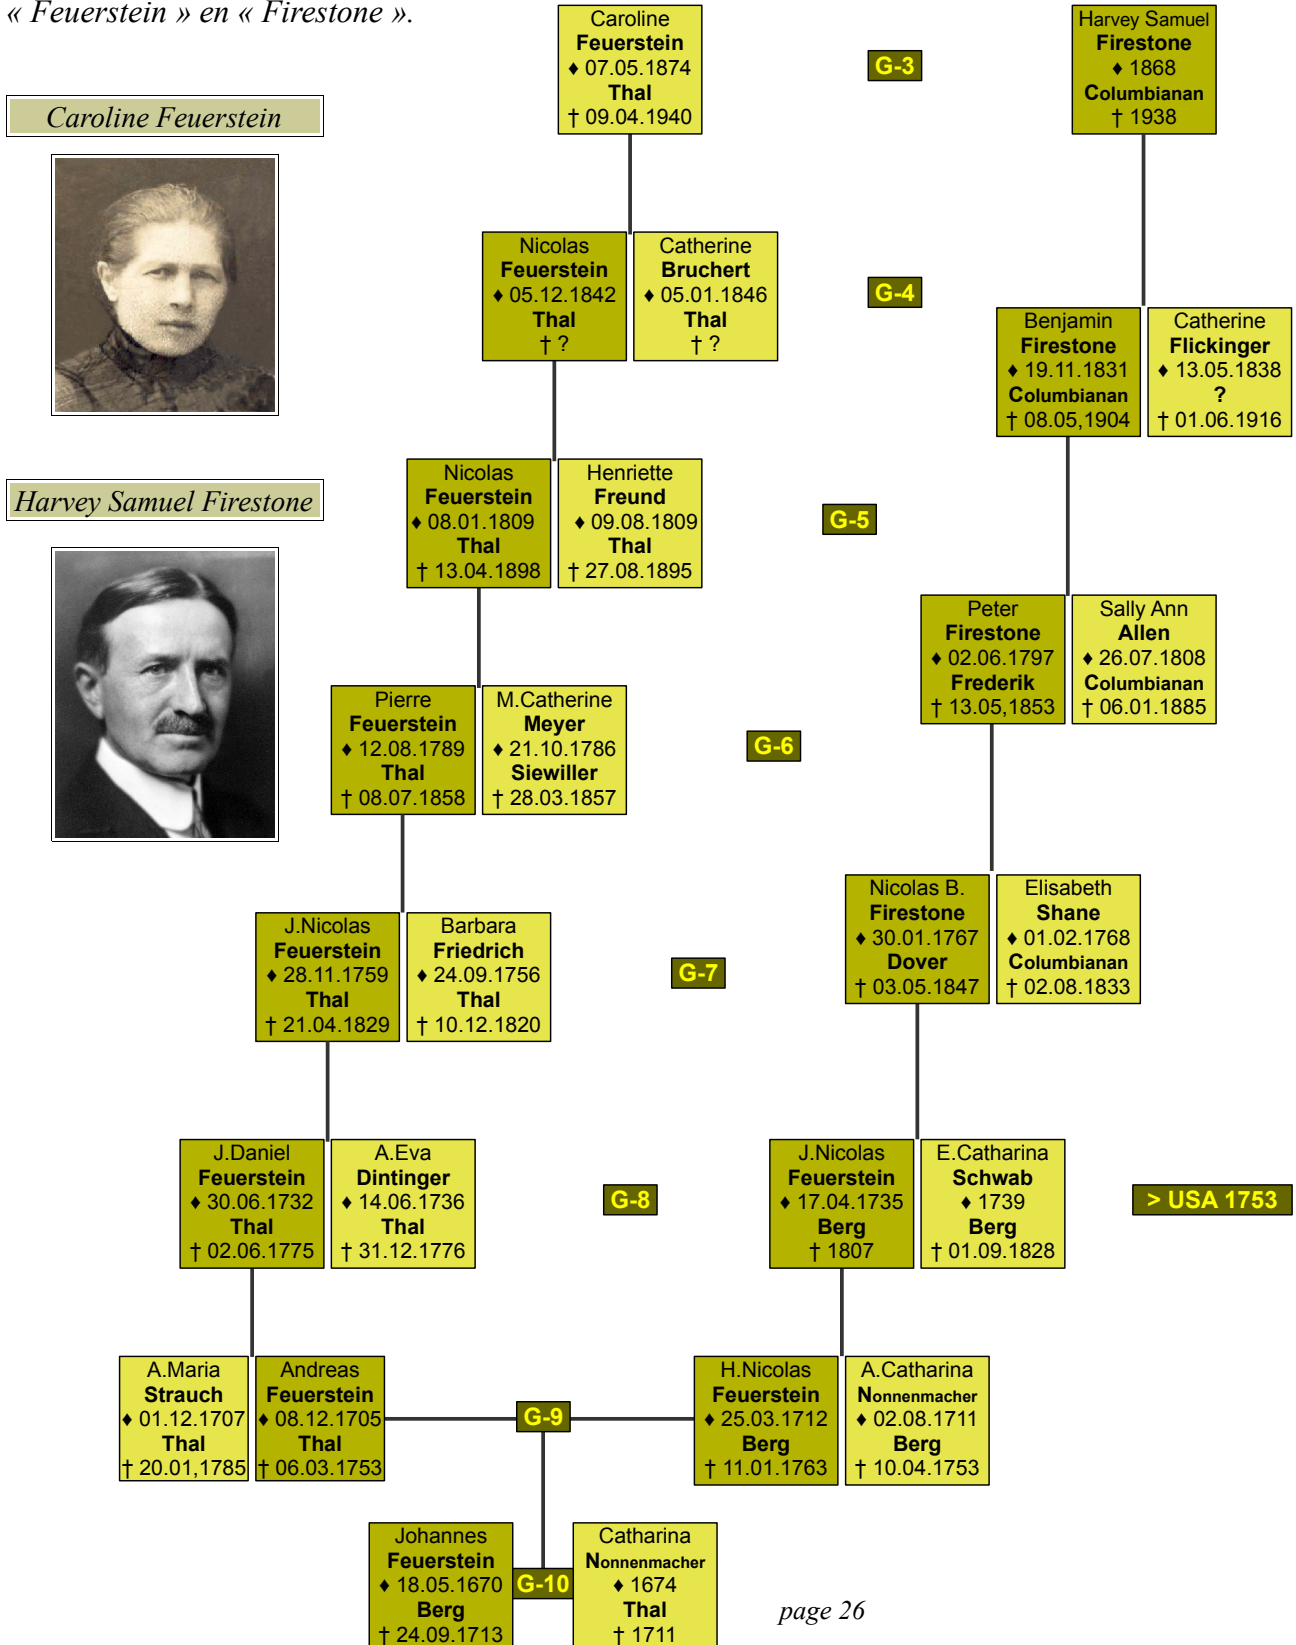 « Feuerstein » en « Firestone ».
Caroline
Feuerstein
♦ 07.05.1874
Thal
† 09.04.1940
G-3
Harvey Samuel
Firestone
♦ 1868
Columbianan
† 1938
Caroline Feuerstein
Nicolas
Feuerstein
♦ 05.12.1842
Thal
† ?
Catherine
Bruchert
♦ 05.01.1846
Thal
† ?
G-4
Benjamin
Firestone
♦ 19.11.1831
Columbianan
† 08.05,1904
Catherine
Flickinger
♦ 13.05.1838
?
† 01.06.1916
Harvey Samuel Firestone
Nicolas
Feuerstein
♦ 08.01.1809
Thal
† 13.04.1898
Henriette
Freund
♦ 09.08.1809
Thal
† 27.08.1895
G-5
Peter
Firestone
♦ 02.06.1797
Frederik
† 13.05,1853
Sally Ann
Allen
♦ 26.07.1808
Columbianan
† 06.01.1885
Pierre
Feuerstein
♦ 12.08.1789
Thal
† 08.07.1858
M.Catherine
Meyer
♦ 21.10.1786
Siewiller
† 28.03.1857
G-6
Nicolas B.
Firestone
♦ 30.01.1767
Dover
† 03.05.1847
Elisabeth
Shane
♦ 01.02.1768
Columbianan
† 02.08.1833
J.Nicolas
Feuerstein
♦ 28.11.1759
Thal
† 21.04.1829
Barbara
Friedrich
♦ 24.09.1756
Thal
† 10.12.1820
G-7
J.Daniel
Feuerstein
♦ 30.06.1732
Thal
† 02.06.1775
A.Eva
Dintinger
♦ 14.06.1736
Thal
† 31.12.1776
G-8
J.Nicolas
Feuerstein
♦ 17.04.1735
Berg
† 1807
E.Catharina
Schwab
♦ 1739
Berg
† 01.09.1828
> USA 1753
A.Maria
Strauch
♦ 01.12.1707
Thal
† 20.01,1785
Andreas
Feuerstein
♦ 08.12.1705
Thal
† 06.03.1753
G-9
H.Nicolas
Feuerstein
♦ 25.03.1712
Berg
† 11.01.1763
A.Catharina
Nonnenmacher
♦ 02.08.1711
Berg
† 10.04.1753
Johannes
Feuerstein
♦ 18.05.1670
Berg
† 24.09.1713
G-10
Catharina
Nonnenmacher
♦ 1674
Thal
† 1711
page 26